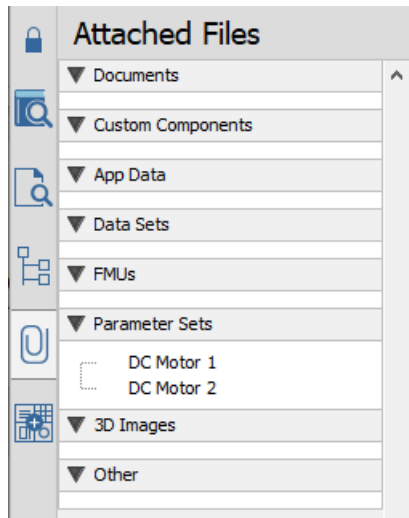 Attached Files
Documents
Custom Components
App Data
Data Sets
FMUs
Parameter Sets
DC Motor 1
DC Motor 2
3D Images
Other